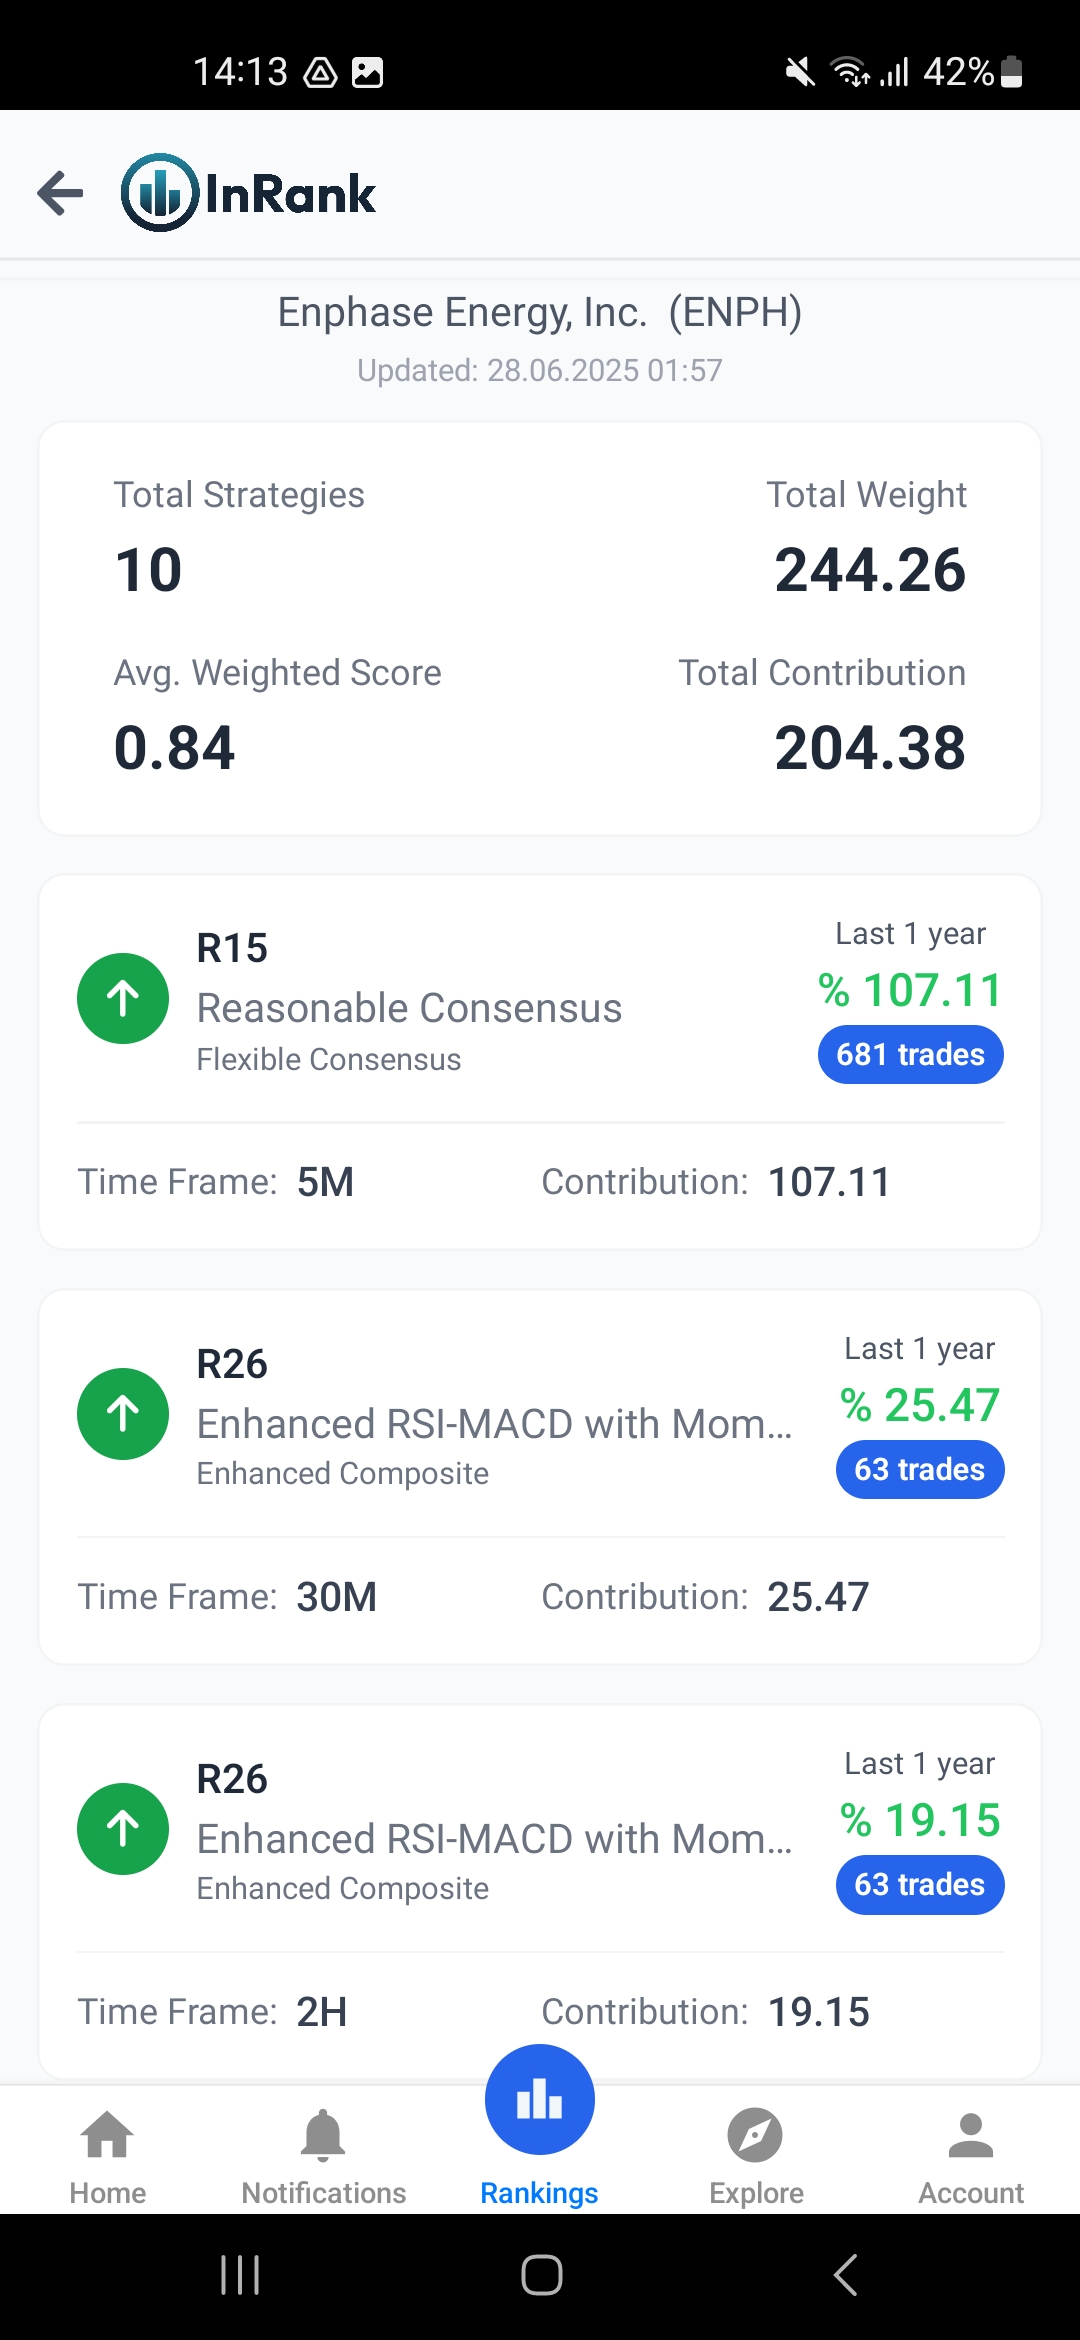 14:13
42%
InRank
Enphase Energy, Inc. (ENPH)
Updated: 28.06.2025 01:57
Total Strategies
Total Weight
10
244.26
Avg. Weighted Score
Total Contribution
0.84
204.38
R15
Reasonable Consensus
Flexible Consensus
Last 1 year
% 107.11
681 trades
Time Frame: 5M
Contribution: 107.11
R26
Enhanced RSI-MACD with Mom...
Enhanced Composite
Last 1 year
% 25.47
63 trades
Time Frame: 30M
Contribution: 25.47
R26
Enhanced RSI-MACD with Mom...
Enhanced Composite
Last 1 year
% 19.15
63 trades
Time Frame: 2H
Contribution: 19.15
Home
Notifications
Rankings
Explore
Account